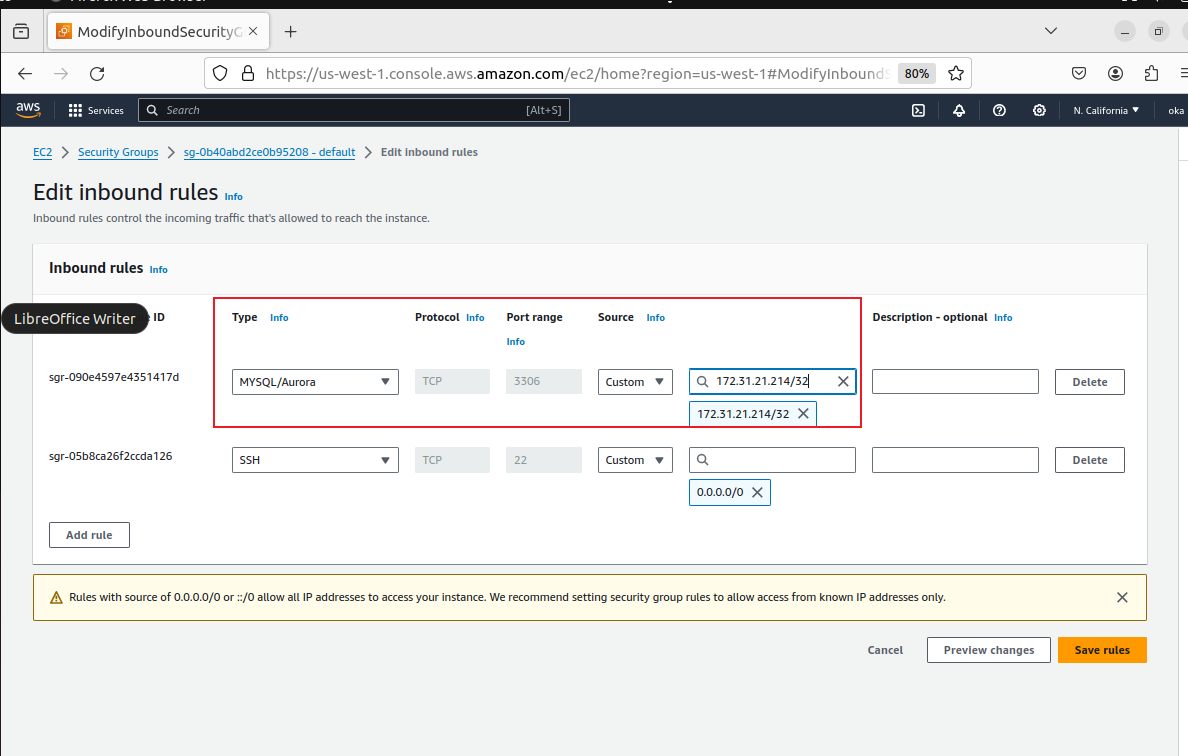 ModifyInboundSecurityG
https://us-west-1.console.aws.amazon.com/ec2/home?region=us-west-1#ModifyInboundS
80%
aws
Services
Search
[Alt+S]
N. California
oka
EC2 > Security Groups > sg-0b40abd2ce0b95208 - default > Edit inbound rules
Edit inbound rules Info
Inbound rules control the incoming traffic that's allowed to reach the instance.
Inbound rules Info
LibreOffice Writer
ID
Type Info
Protocol Info
Port range
Info
Source Info
Description - optional Info
sgr-090e4597e4351417d
MYSQL/Aurora
TCP
3306
Custom
172.31.21.214/32
172.31.21.214/32
Delete
sgr-05b8ca26f2ccda126
SSH
TCP
22
Custom
0.0.0.0/0
Delete
Add rule
Rules with source of 0.0.0.0/0 or ::/0 allow all IP addresses to access your instance. We recommend setting security group rules to allow access from known IP addresses only.
Cancel
Preview changes
Save rules